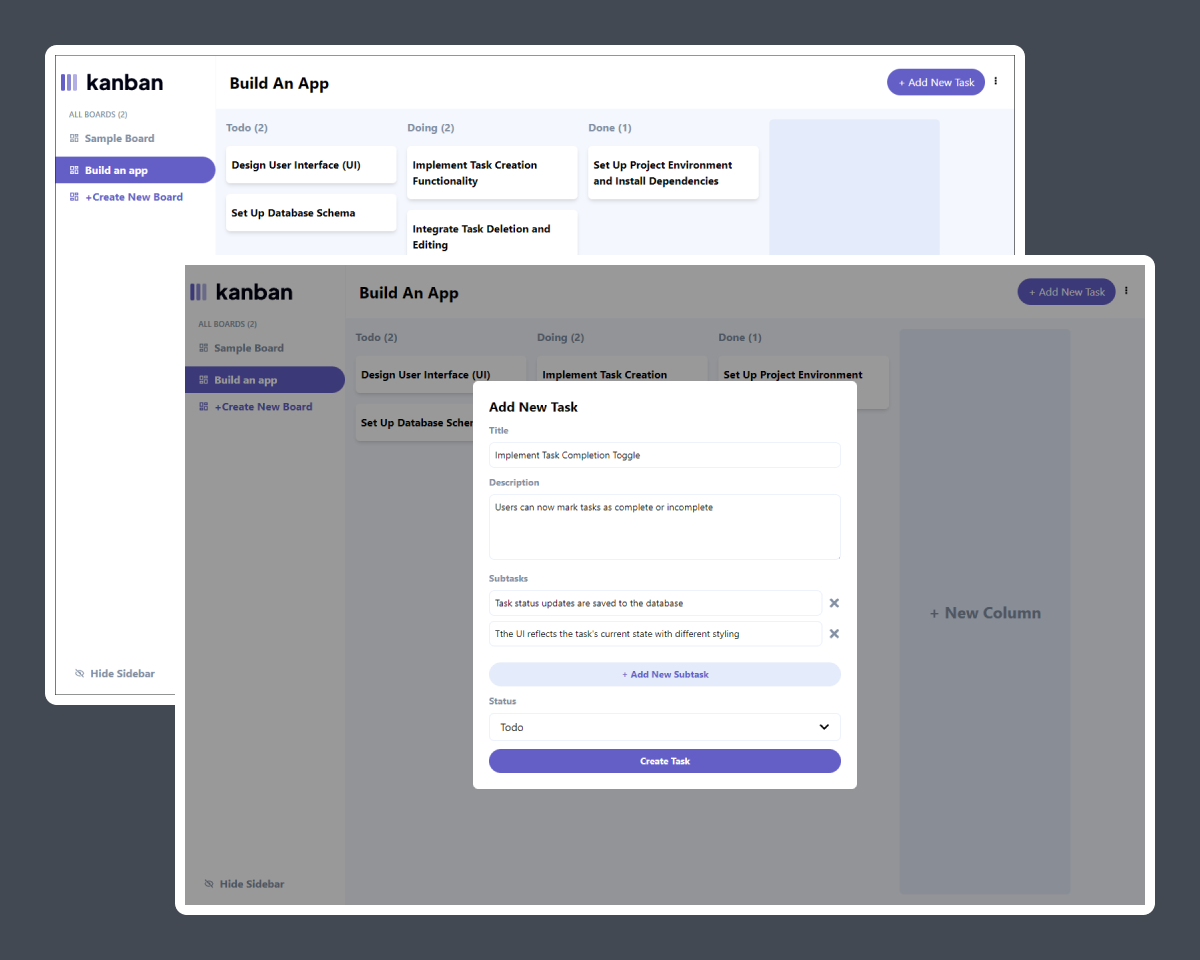 kanban
Build An App
+ Add New Task
ALL BOARDS (2)
Sample Board
Build an app
+Create New Board
Todo (2)
Design User Interface (UI)
Set Up Database Schema
Doing (2)
Implement Task Creation
Functionality
Integrate Task Deletion and
Editing
Done (1)
Set Up Project Environment
and Install Dependencies
Hide Sidebar
kanban
Build An App
+ Add New Task
ALL BOARDS (2)
Sample Board
Build an app
+Create New Board
Todo (2)
Design User Interface (UI)
Set Up Database Schem
Doing (2)
Implement Task Creation
Done (1)
Set Up Project Environment
+ New Column
Add New Task
Title
Implement Task Completion Toggle
Description
Users can now mark tasks as complete or incomplete
Subtasks
Task status updates are saved to the database
Tthe UI reflects the task's current state with different styling
+ Add New Subtask
Status
Todo
Create Task
Hide Sidebar